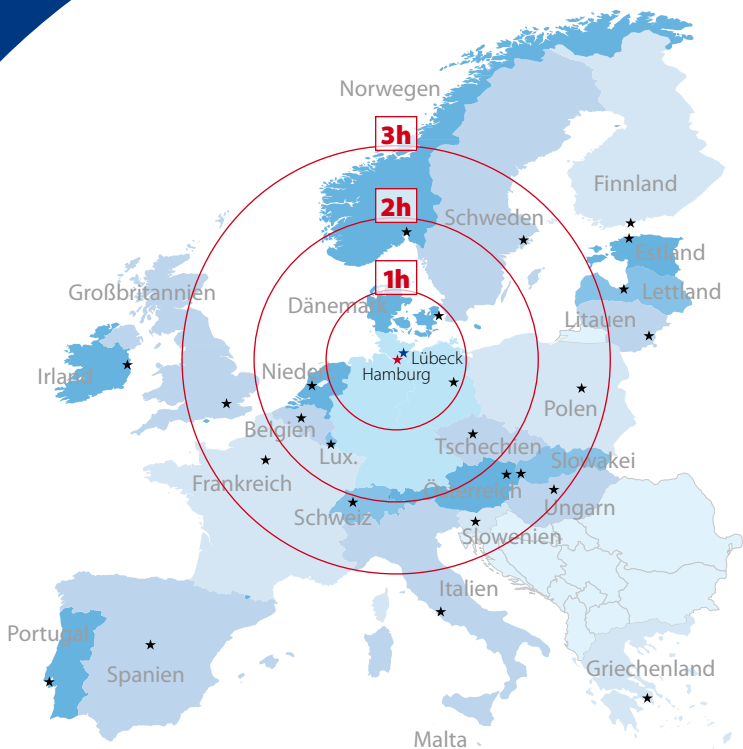 Norwegen
3h
Finnland
2h
Schweden
Estland
1h
Großbritannien
Lettland
Dänemark
Litauen
Lübeck
Irland
Nieder
Hamburg
Polen
Belgien
Tschechien
Lux.
Slowakei
Frankreich
Österreich
Ungarn
Schweiz
Slowenien
Italien
Portugal
Spanien
Griechenland
Malta